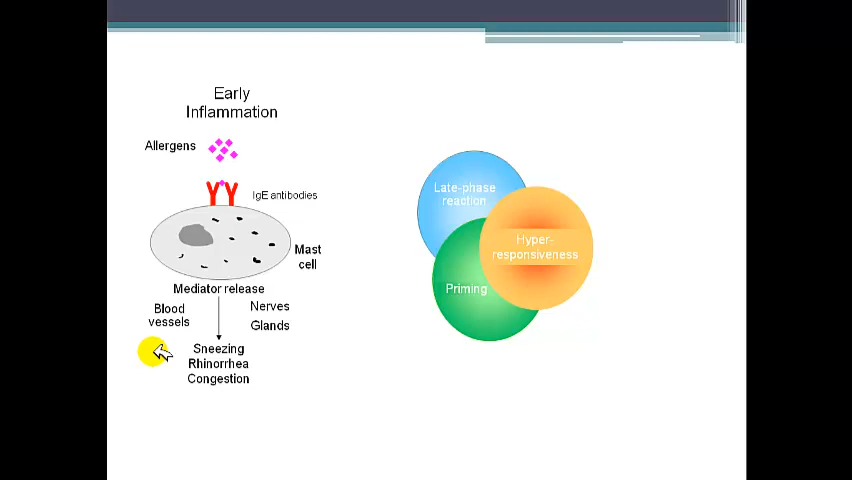 Early
Inflammation
Allergens
IgE antibodies
Mast
cell
Mediator release
Blood
vessels
Nerves
Glands
Sneezing
Rhinorrhea
Congestion
Late-phase
reaction
Hyper-
responsiveness
Priming